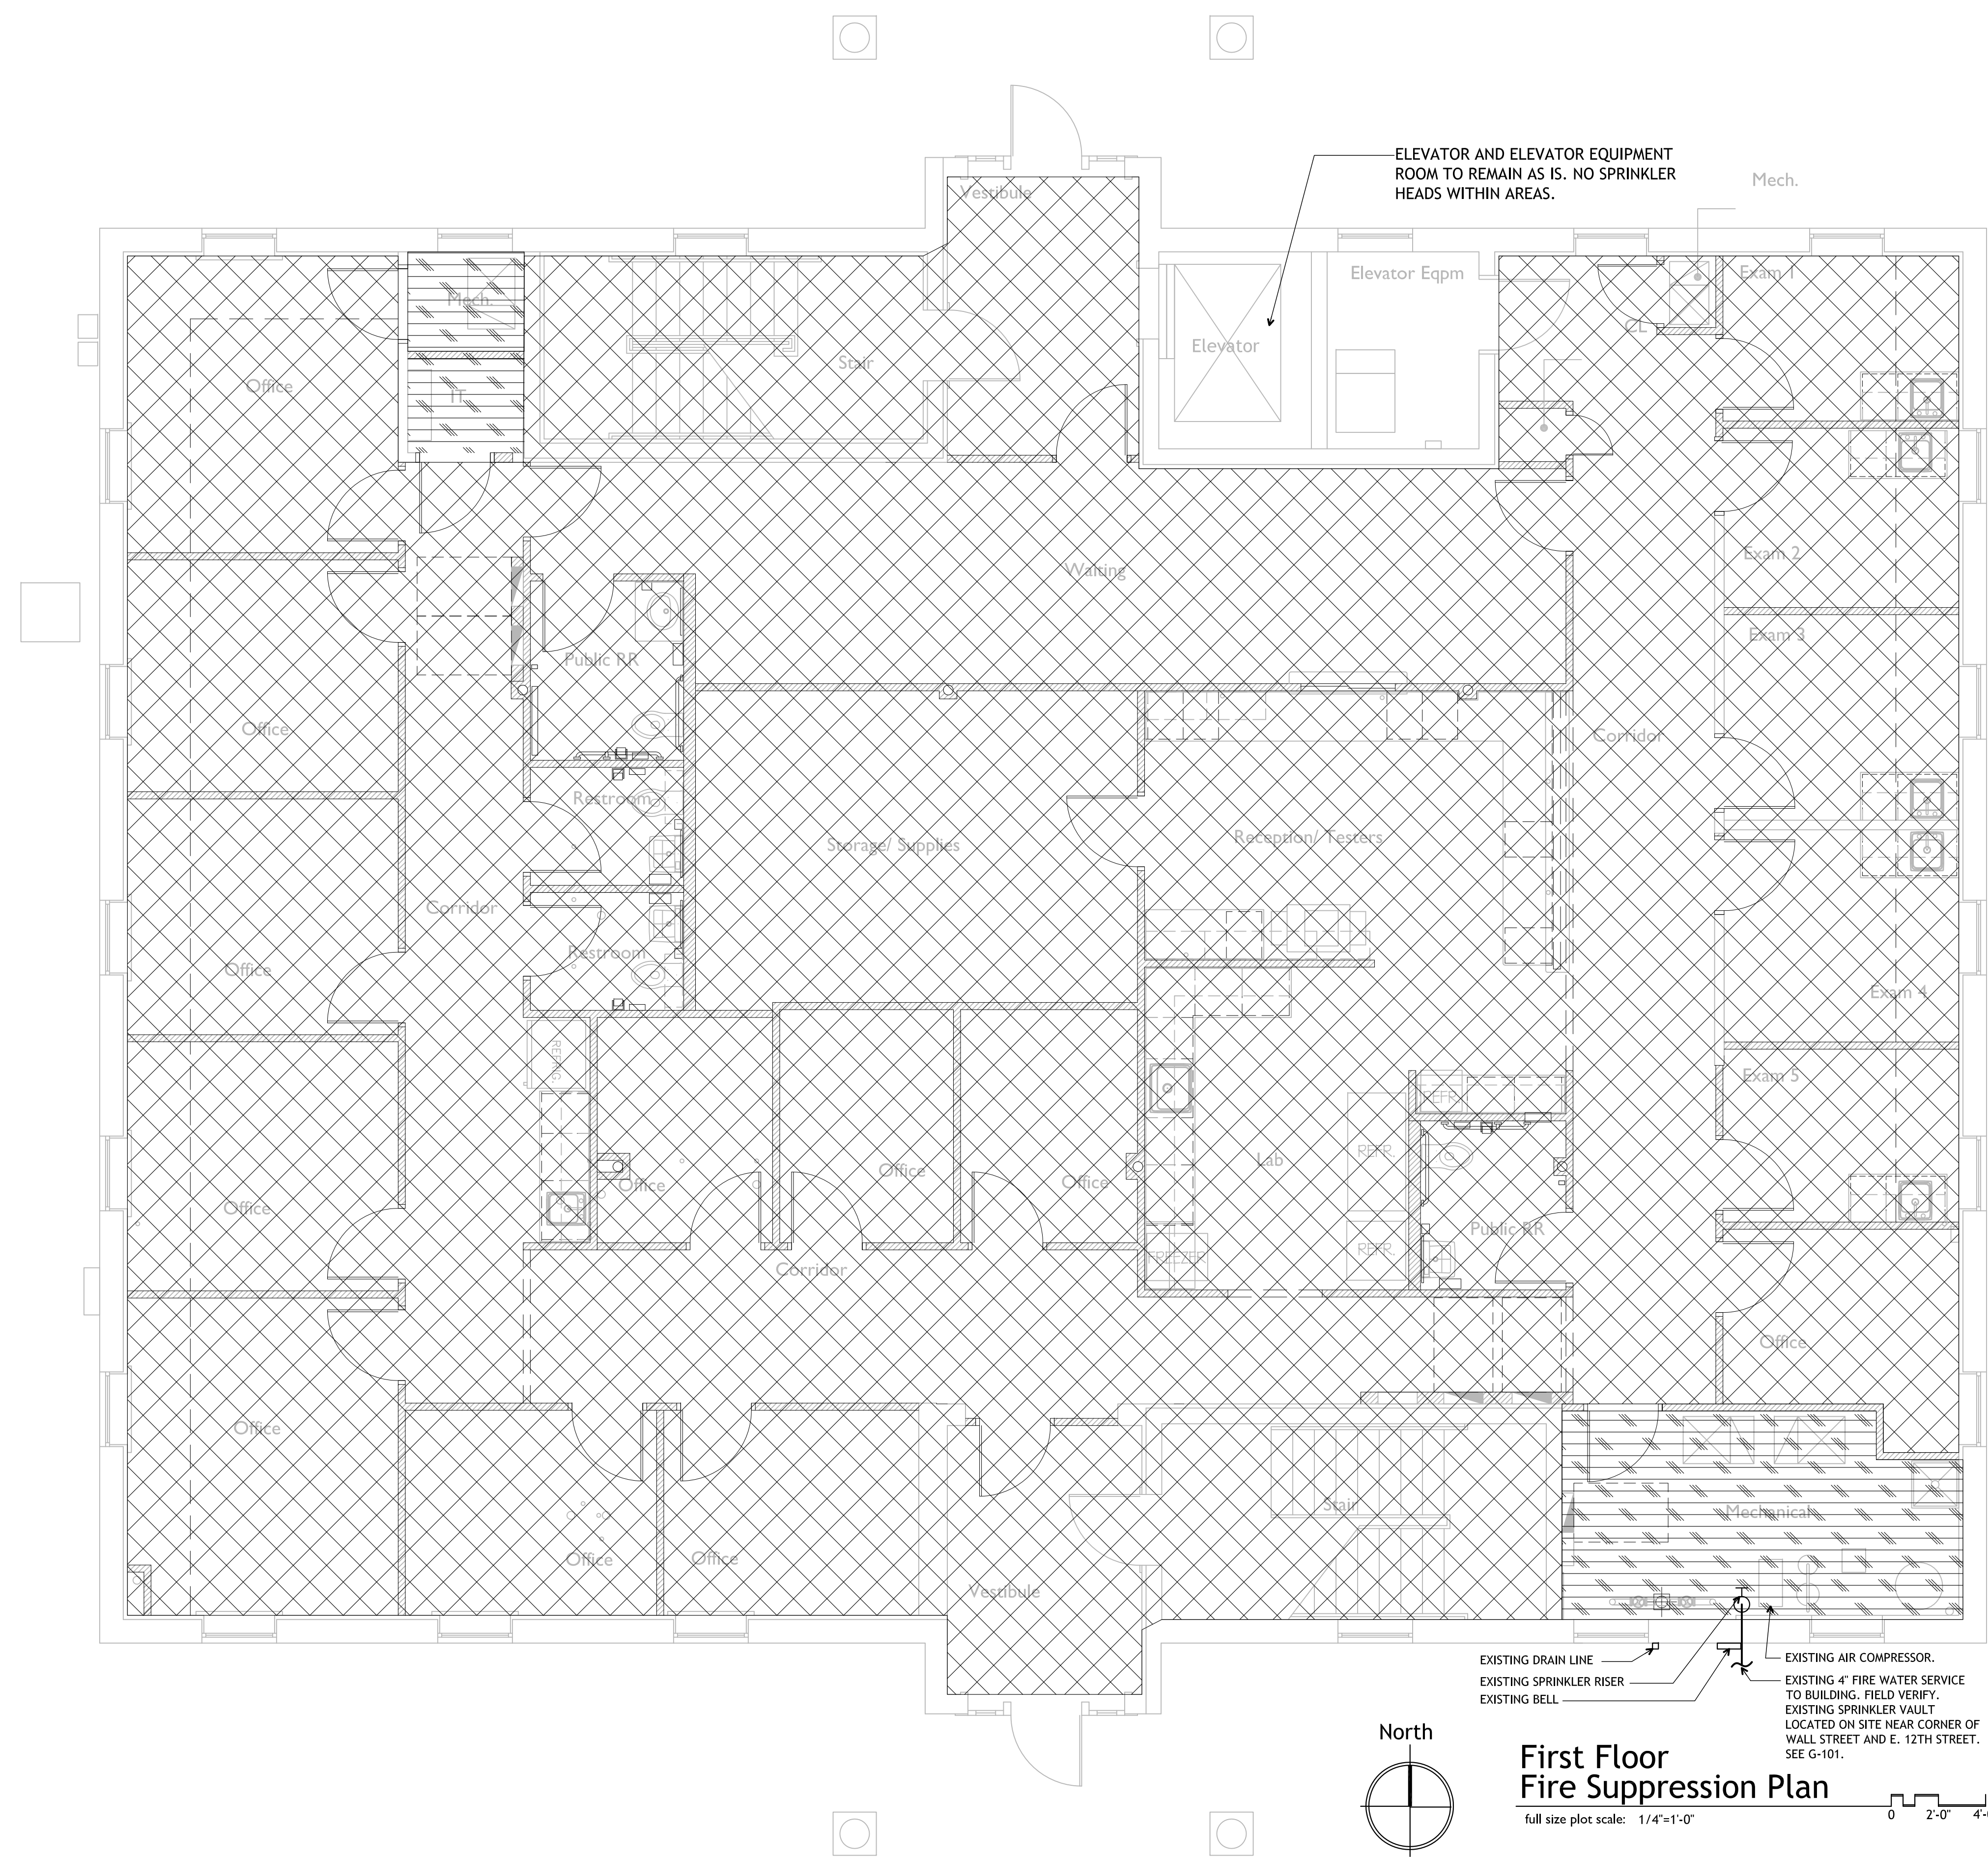 ELEVATOR AND ELEVATOR EQUIPMENT
ROOM TO REMAIN AS IS. NO SPRINKLER
HEADS WITHIN AREAS.
Mech.
Vestibule
Elevator Eqpm
Exam 1
Mech.
CL
Elevator
Stair
Office
IT
Exam 2
Waiting
Exam 3
Public RR
Office
Corridor
Restroom
Storage/ Supplies
Reception/ Testers
Corridor
Restroom
Office
Exam 4
REFRIG.
Exam 5
REFR.
REFR.
Lab
Office
Office
Office
Office
Public RR
REFR.
FREEZER
Corridor
Office
Office
Stair
Mechanical
Office
Office
Vestibule
EXISTING DRAIN LINE
EXISTING SPRINKLER RISER
EXISTING BELL
EXISTING AIR COMPRESSOR.
EXISTING 4" FIRE WATER SERVICE
TO BUILDING. FIELD VERIFY.
EXISTING SPRINKLER VAULT
LOCATED ON SITE NEAR CORNER OF
WALL STREET AND E. 12TH STREET.
SEE G-101.
North
First Floor
Fire Suppression Plan
full size plot scale: 1/4"=1'-0"
0 2'-0"